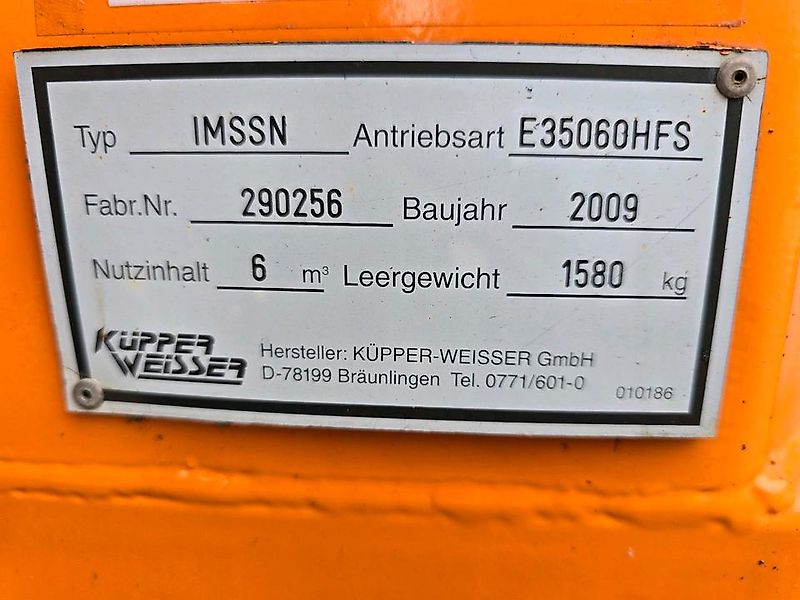 Typ IMSSN Antriebsart E35060HFS
Fabr.Nr. 290256 Baujahr 2009
Nutzinhalt 6 m³ Leergewicht 1580 kg
KÜPPER WEISSER
Hersteller: KÜPPER-WEISSER GmbH
D-78199 Bräunlingen Tel. 0771/601-0 010186